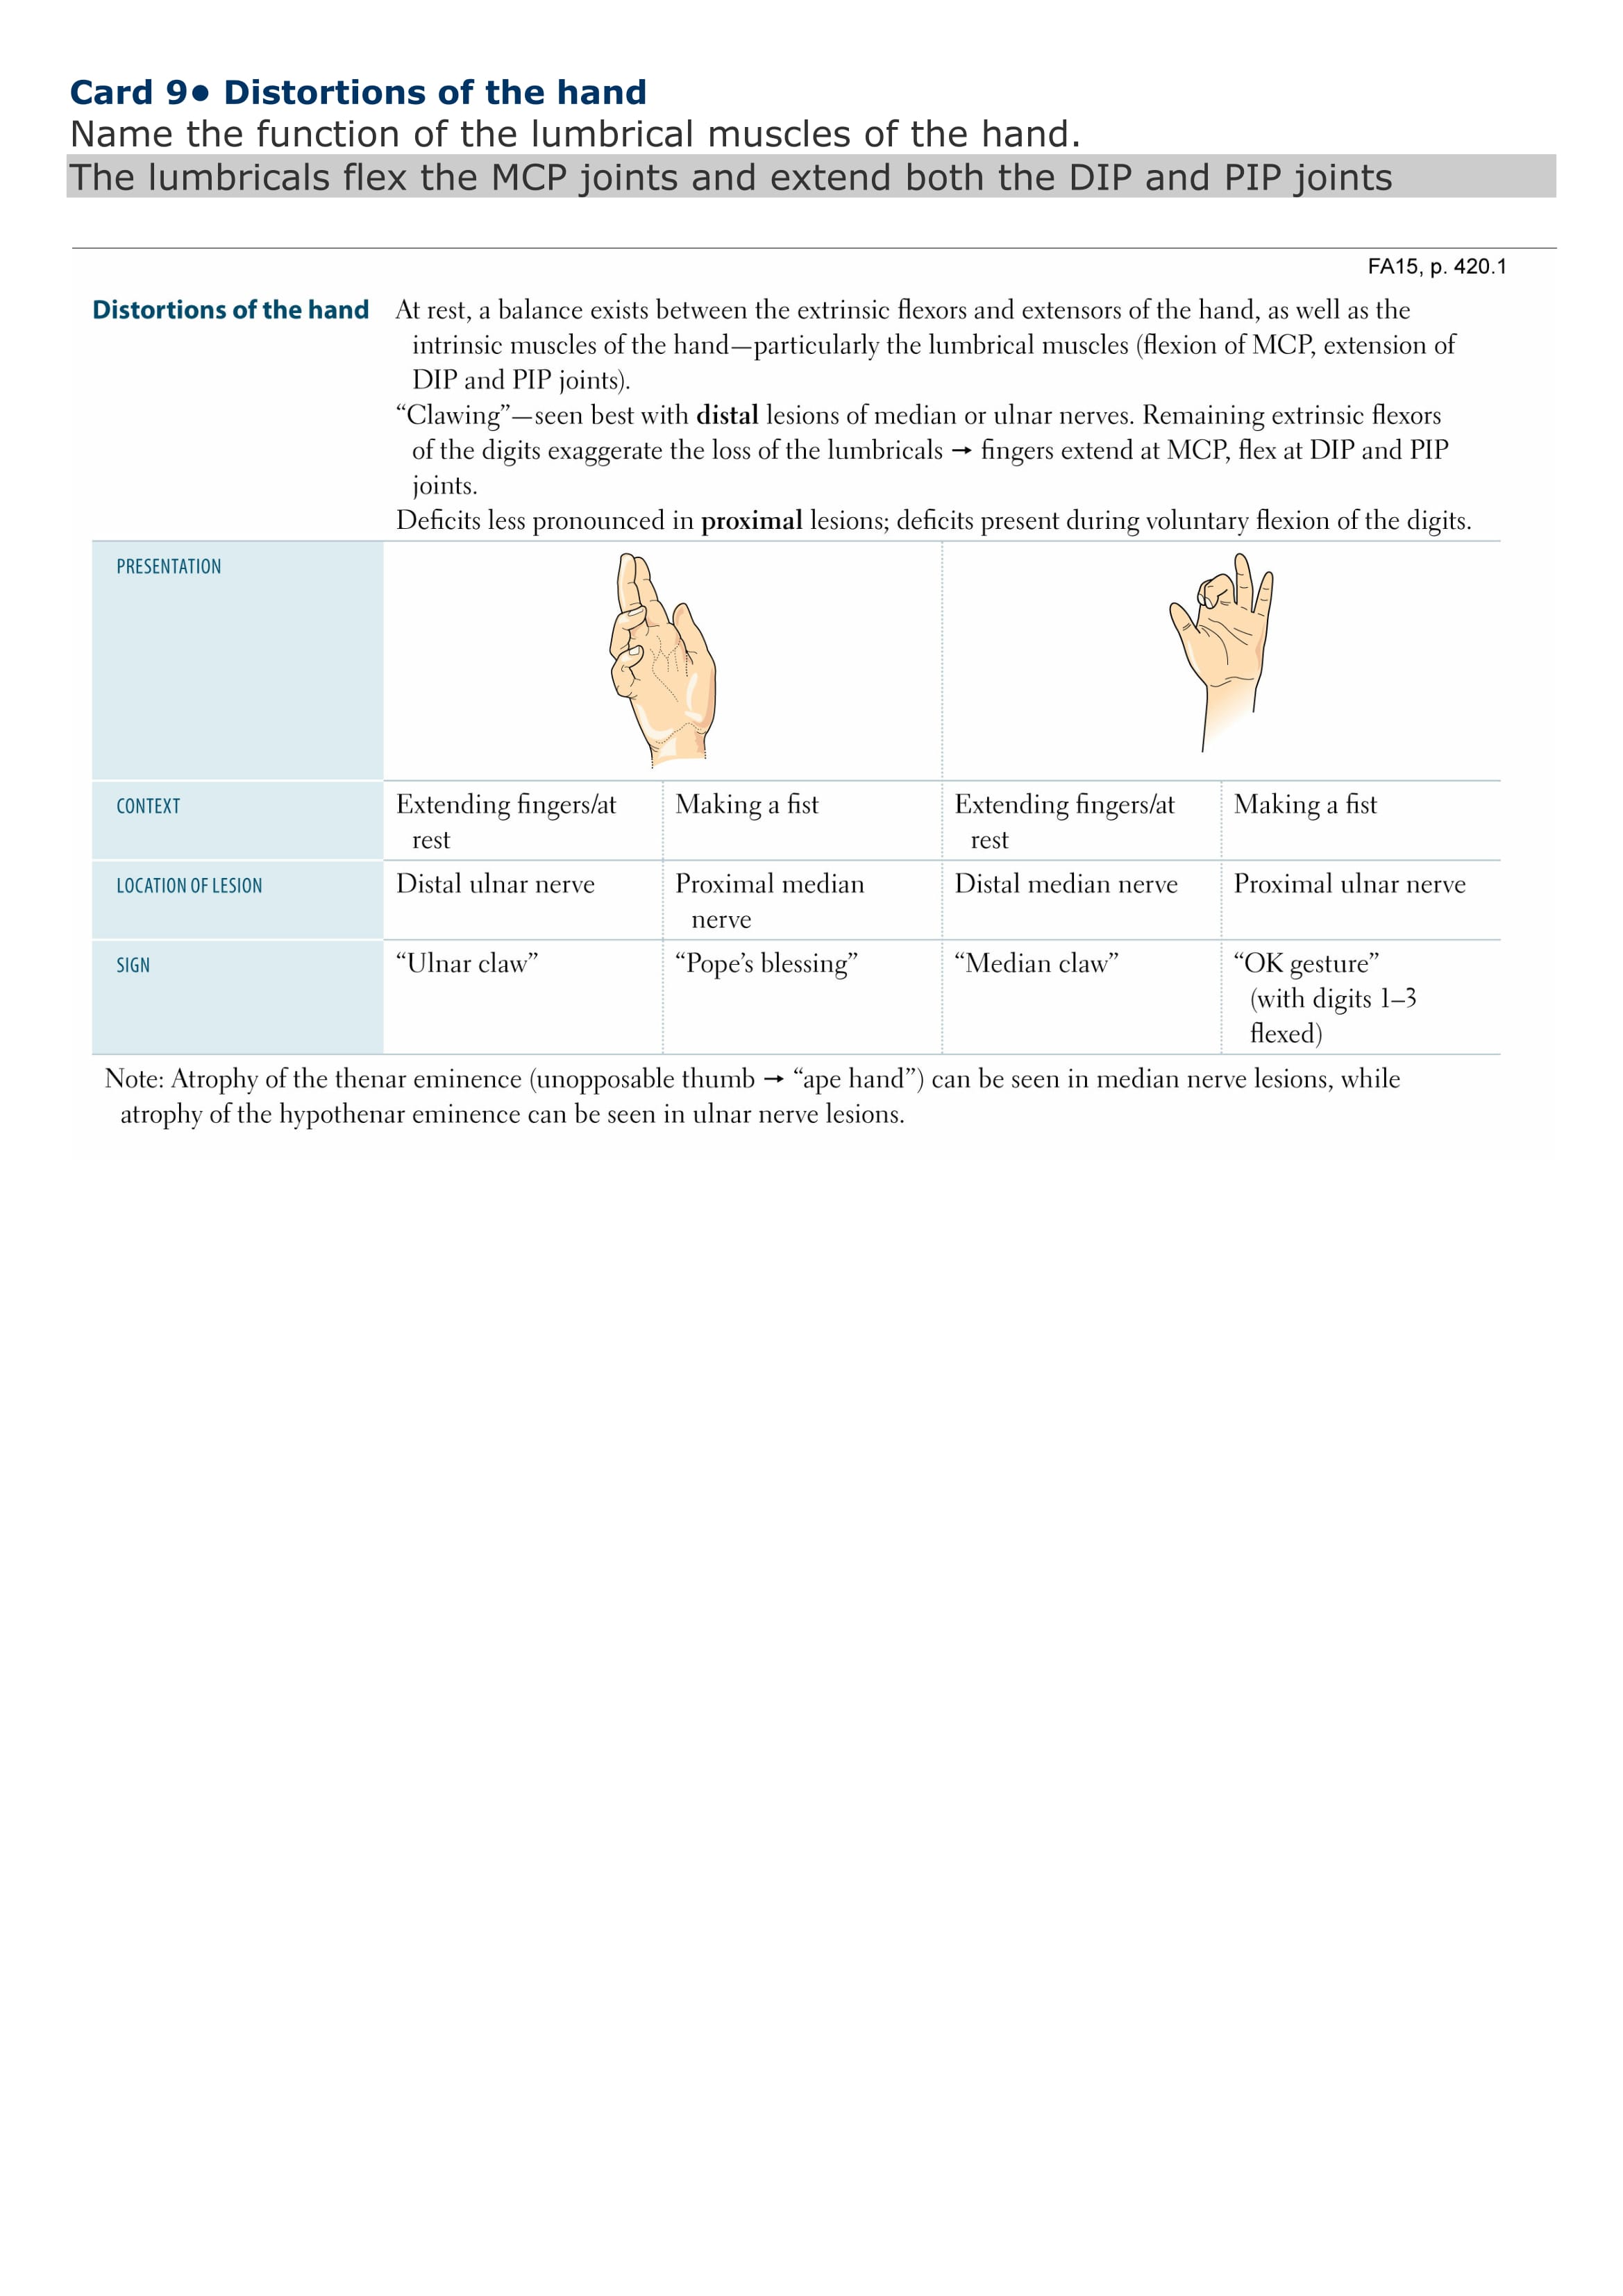 Card 9• Distortions of the hand
Name the function of the lumbrical muscles of the hand.
The lumbricals flex the MCP joints and extend both the DIP and PIP joints
FA15, p. 420.1
Distortions of the hand
At rest, a balance exists between the extrinsic flexors and extensors of the hand, as well as the
intrinsic muscles of the hand—particularly the lumbrical muscles (flexion of MCP, extension of
DIP and PIP joints).
“Clawing”—seen best with distal lesions of median or ulnar nerves. Remaining extrinsic flexors
of the digits exaggerate the loss of the lumbricals → fingers extend at MCP, flex at DIP and PIP
joints.
Deficits less pronounced in proximal lesions; deficits present during voluntary flexion of the digits.
PRESENTATION
CONTEXT
Extending fingers/at
rest
Making a fist
Extending fingers/at
rest
Making a fist
LOCATION OF LESION
Distal ulnar nerve
Proximal median
nerve
Distal median nerve
Proximal ulnar nerve
SIGN
“Ulnar claw”
“Pope’s blessing”
“Median claw”
“OK gesture”
(with digits 1–3
flexed)
Note: Atrophy of the thenar eminence (unopposable thumb → “ape hand”) can be seen in median nerve lesions, while
atrophy of the hypothenar eminence can be seen in ulnar nerve lesions.